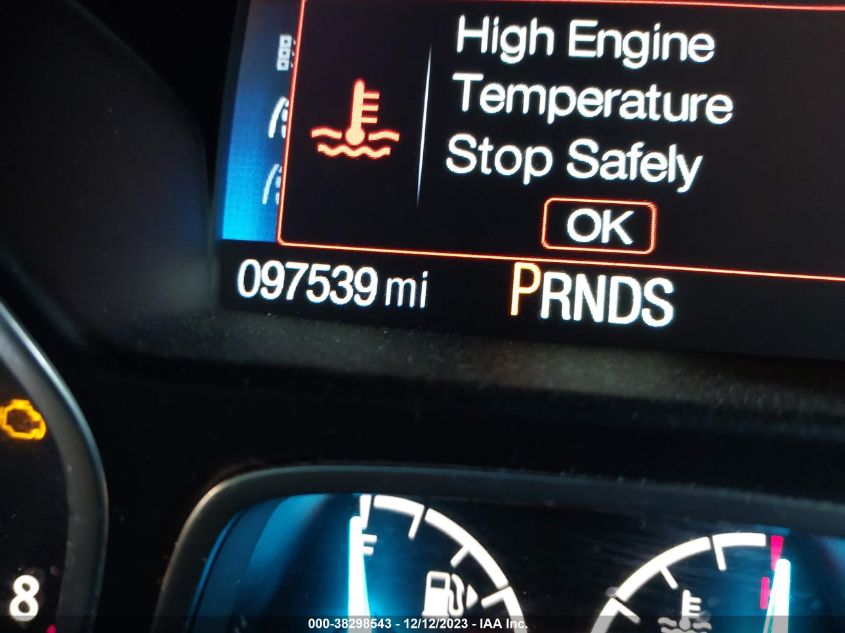 High Engine
Temperature
Stop Safely
OK
097539 mi PRNDS
F
H
8
000-38298543 - 12/12/2023 - IAA Inc.